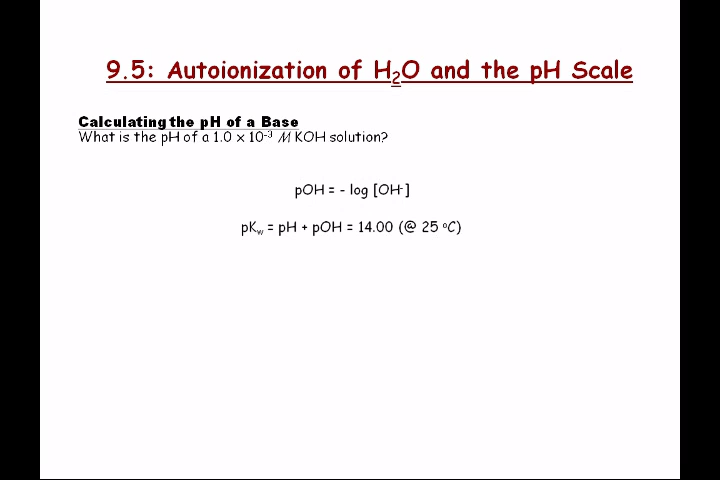 9.5: Autoionization of H₂O and the pH Scale
Calculating the pH of a Base
What is the pH of a 1.0 × 10⁻³ M KOH solution?
pOH = - log [OH⁻]
pKw = pH + pOH = 14.00 (@ 25 ⁰C)